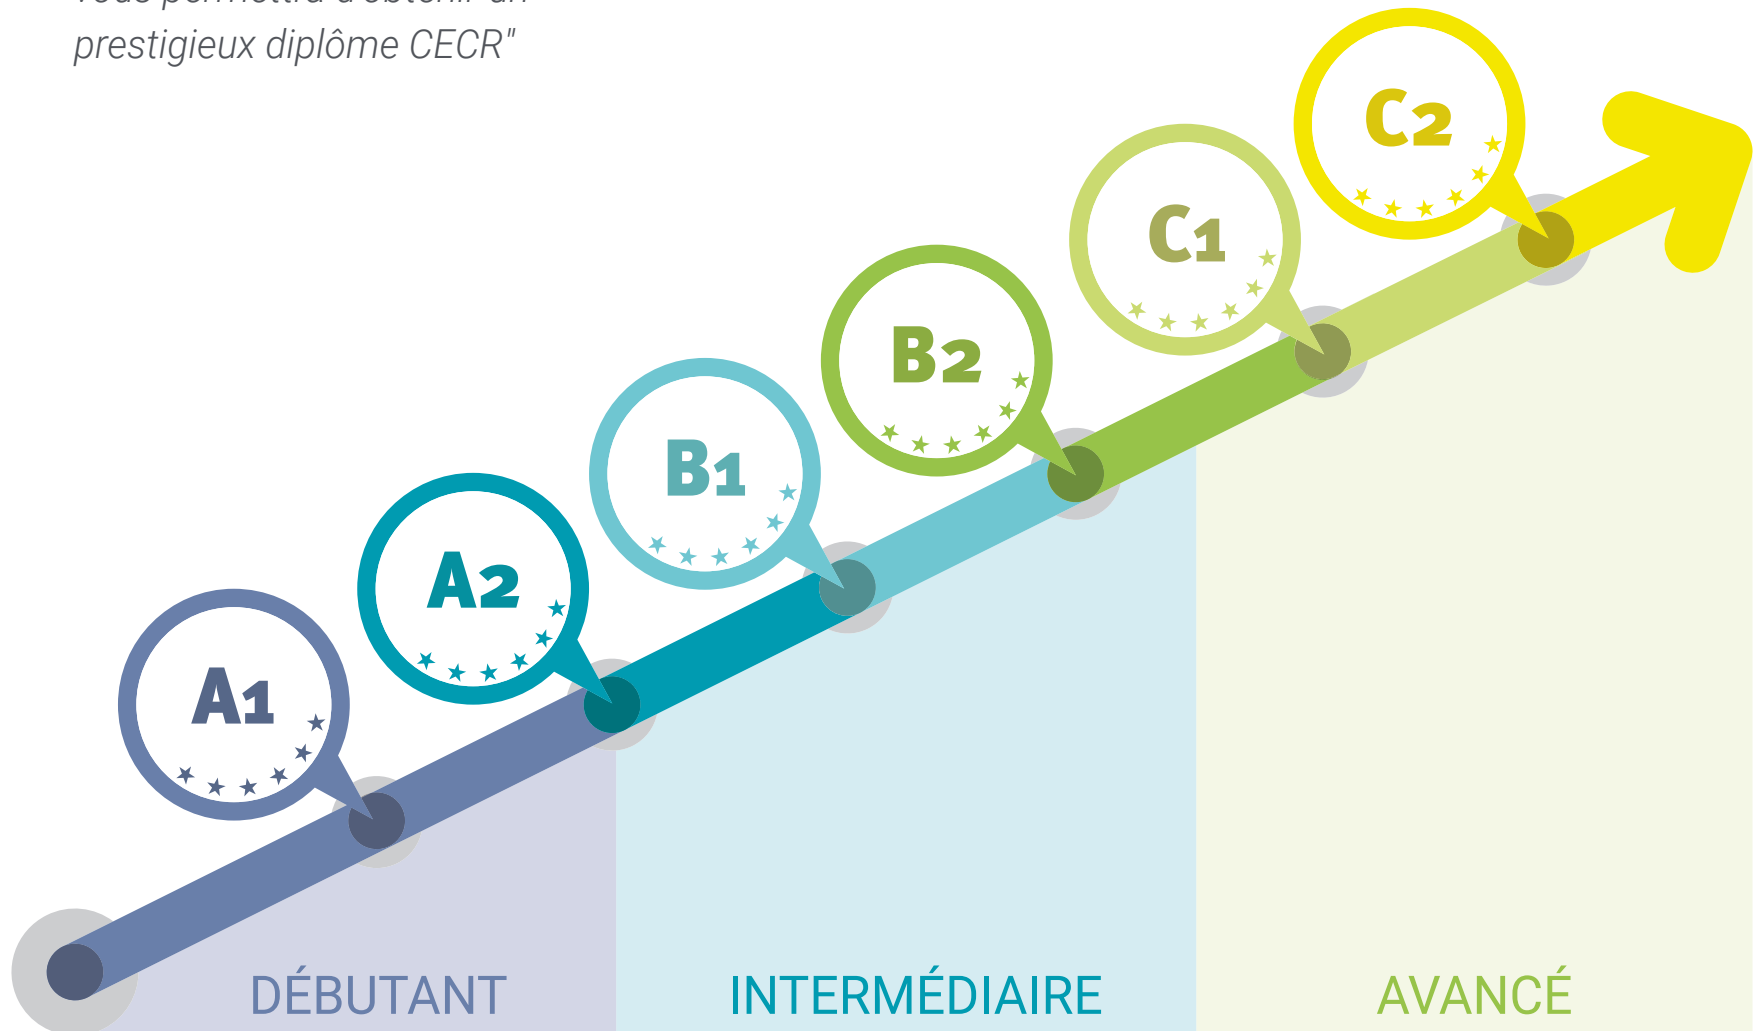 prestigieux diplôme CECR"
C2
C1
B2
B1
A2
A1
DÉBUTANT INTERMÉDIAIRE AVANCÉ